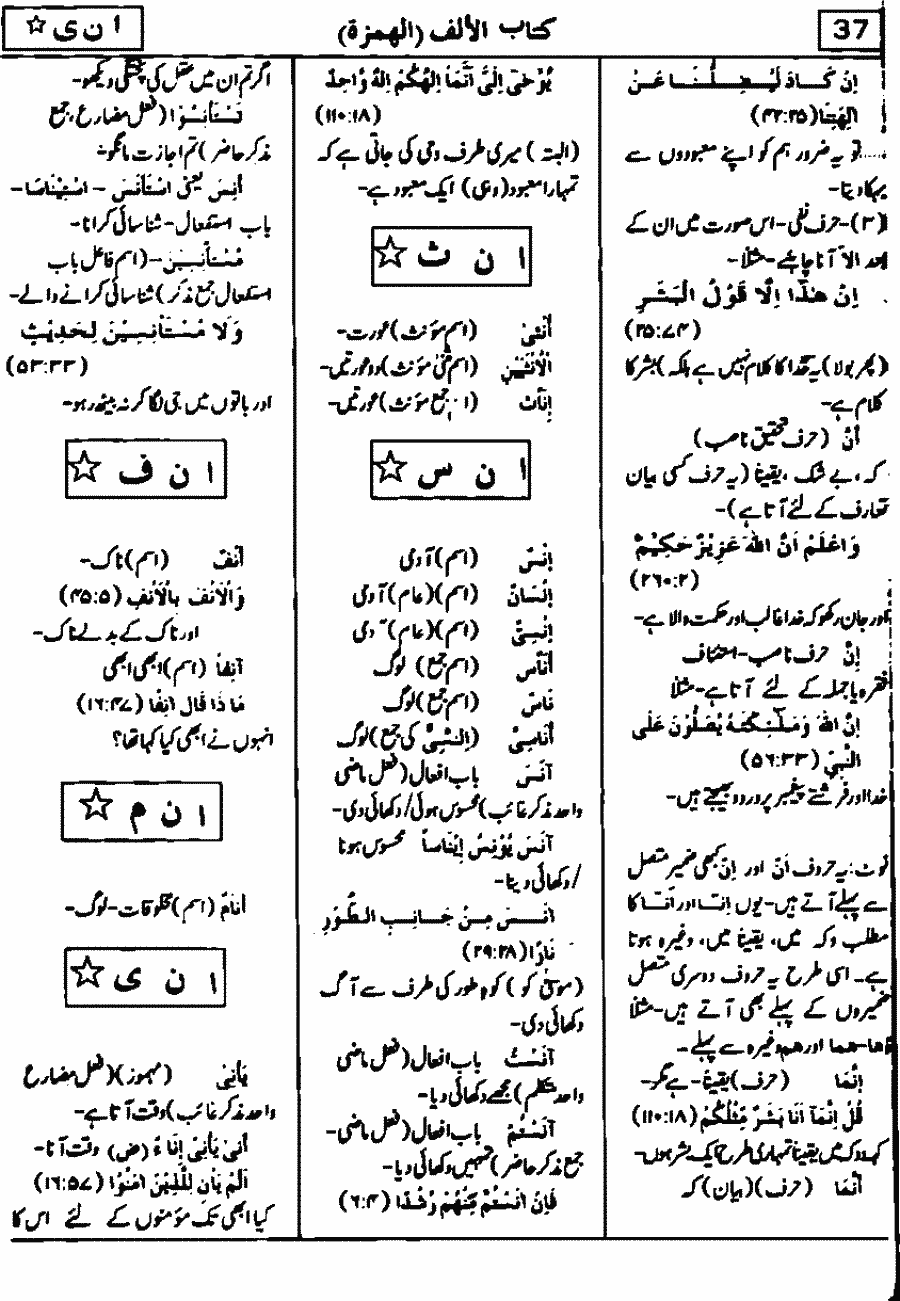 37
کتاب الألف (الهمزة)
ا ن ی ☆
اِنْ كَادَ لَيُضِلُّنَا عَنْ
اٰلِهَتِنَا (۴۲:۲۵)
.....تو یہ ضرور ہم کو اپنے معبودوں سے
بہکا دیتا-
(۳)-حرف نفی-اس صورت میں ان کے
بعد الاّ آنا چاہئے-مثلاً-
اِنْ هٰذَا اِلَّا قَوْلُ الْبَشَرِ
(۲۵:۷۴)
(پھر بولا) یہ خدا کا کلام نہیں ہے بلکہ) بشر کا
کلام ہے-
أَنَّ (حرف تحقیق ناصب)
کہ، بے شک، یقیناً (یہ حرف کسی بیان
تعارف کے لئے آتا ہے)-
وَاعْلَمْ اَنَّ اللّٰهَ عَزِيْزٌ حَكِيْمٌ
(۲۶۰:۲)
اور جان رکھو کہ خدا غالب اور حکمت والا ہے-
اِنَّ حرف ناصب-استئناف
فقرہ یا جملہ کے لئے آتا ہے-مثلاً
اِنَّ اللّٰهَ وَمَلٰٓئِكَتَهٗ يُصَلُّوْنَ عَلَى
النَّبِيِّ (۵۶:۳۳)
خدا اور فرشتے پیغمبر پر درود بھیجتے ہیں-
نوٹ: یہ حروف اَنَّ اور اِنَّ کبھی ضمیر متصل
سے پہلے آتے ہیں-یوں اِنَّنا اور اَنَّنا کا
مطلب وکہ میں، یقیناً میں، وغیرہ ہوتا
ہے- اسی طرح یہ حروف دوسری متصل
ضمیروں کے پہلے بھی آتے ہیں-مثلاً
ہ-ھا-ھما اور ھم وغیرہ سے پہلے-
اِنَّمَا (حرف) یقیناً-ہے مگر-
قُلْ اِنَّمَآ اَنَا بَشَرٌ مِّثْلُكُمْ (۱۱۰:۱۸)
کہہ دو کہ میں یقیناً تمہاری طرح ایک بشر ہوں-
اَنَّمَا (حرف)(بیان) کہ
يُوْحٰى اِلَيَّ اَنَّمَآ اِلٰهُكُمْ اِلٰهٌ وَّاحِدٌ
(۱۱۰:۱۸)
(البتہ) میری طرف وحی کی جاتی ہے کہ
تمہارا معبود (وہی) ایک معبود ہے-
ا ن ث ☆
أُنْثىٰ (اسم مؤنث) عورت-
الْأُنْثَيَيْنِ (اسم مثنیٰ مؤنث) دو عورتیں-
إِنَاثٌ (ا: جمع مؤنث) عورتیں-
ا ن س ☆
إِنْسٌ (اسم) آدمی
إِنْسَانٌ (اسم)(عام) آدمی
إِنْسِيٌّ (اسم)(عام) آدمی
أُنَاسٌ (اسم جمع) لوگ
نَاسٌ (اسم جمع) لوگ
أَنَاسِيُّ (اِنْسِيٌّ کی جمع) لوگ
آنَسَ باب افعال (فعل ماضی
واحد مذکر غائب) محسوس ہوئی/دکھائی دی-
آنَسَ يُؤْنِسُ اِيْنَاسًا محسوس ہونا
/دکھائی دینا-
اٰنَسَ مِنْ جَانِبِ الطُّوْرِ
نَارًا (۲۹:۲۸)
(موسیٰ کو) کوہِ طور کی طرف سے آگ
دکھائی دی-
آنَسْتُ باب افعال (فعل ماضی
واحد متکلم) مجھے دکھائی دیا-
آنَسْتُمْ باب افعال (فعل ماضی-
جمع مذکر حاضر) تمہیں دکھائی دیا-
فَاِنْ اٰنَسْتُمْ مِّنْهُمْ رُشْدًا (۶:۴)
اگر تم ان میں عقل کی پختگی دیکھو-
تَسْتَأْنِسُوْا (فعل مضارع، جمع
مذکر حاضر) تم اجازت مانگو-
أَنِسَ یعنی اسْتَأْنَسَ - اسْتِيْنَاسًا -
باب استفعال-شناسائی کرانا-
مُسْتَأْنِسِيْنَ-(اسم فاعل باب
استفعال جمع مذکر) شناسائی کرانے والے-
وَلَا مُسْتَأْنِسِيْنَ لِحَدِيْثٍ
(۵۳:۳۳)
اور باتوں میں جی لگا کر نہ بیٹھ رہو-
ا ن ف ☆
أَنْفٌ (اسم) ناک-
وَالْاَنْفَ بِالْاَنْفِ (۴۵:۵)
اور ناک کے بدلے ناک-
آنِفاً (اسم) ابھی ابھی
مَا ذَا قَالَ اٰنِفًا (۱۶:۴۷)
انہوں نے ابھی کیا کہا تھا؟
ا ن م ☆
أَنَامٌ (اسم) مخلوقات-لوگ-
ا ن ی ☆
يَأْنِىْ (مہموز)(فعل مضارع
واحد مذکر غائب) وقت آتا ہے-
أَنىٰ يَأْنِىْ إِنَاءً (ض) وقت آنا-
اَلَمْ يَاْنِ لِلَّذِيْنَ اٰمَنُوْا (۱۶:۵۷)
کیا ابھی تک مؤمنوں کے لئے اس کا